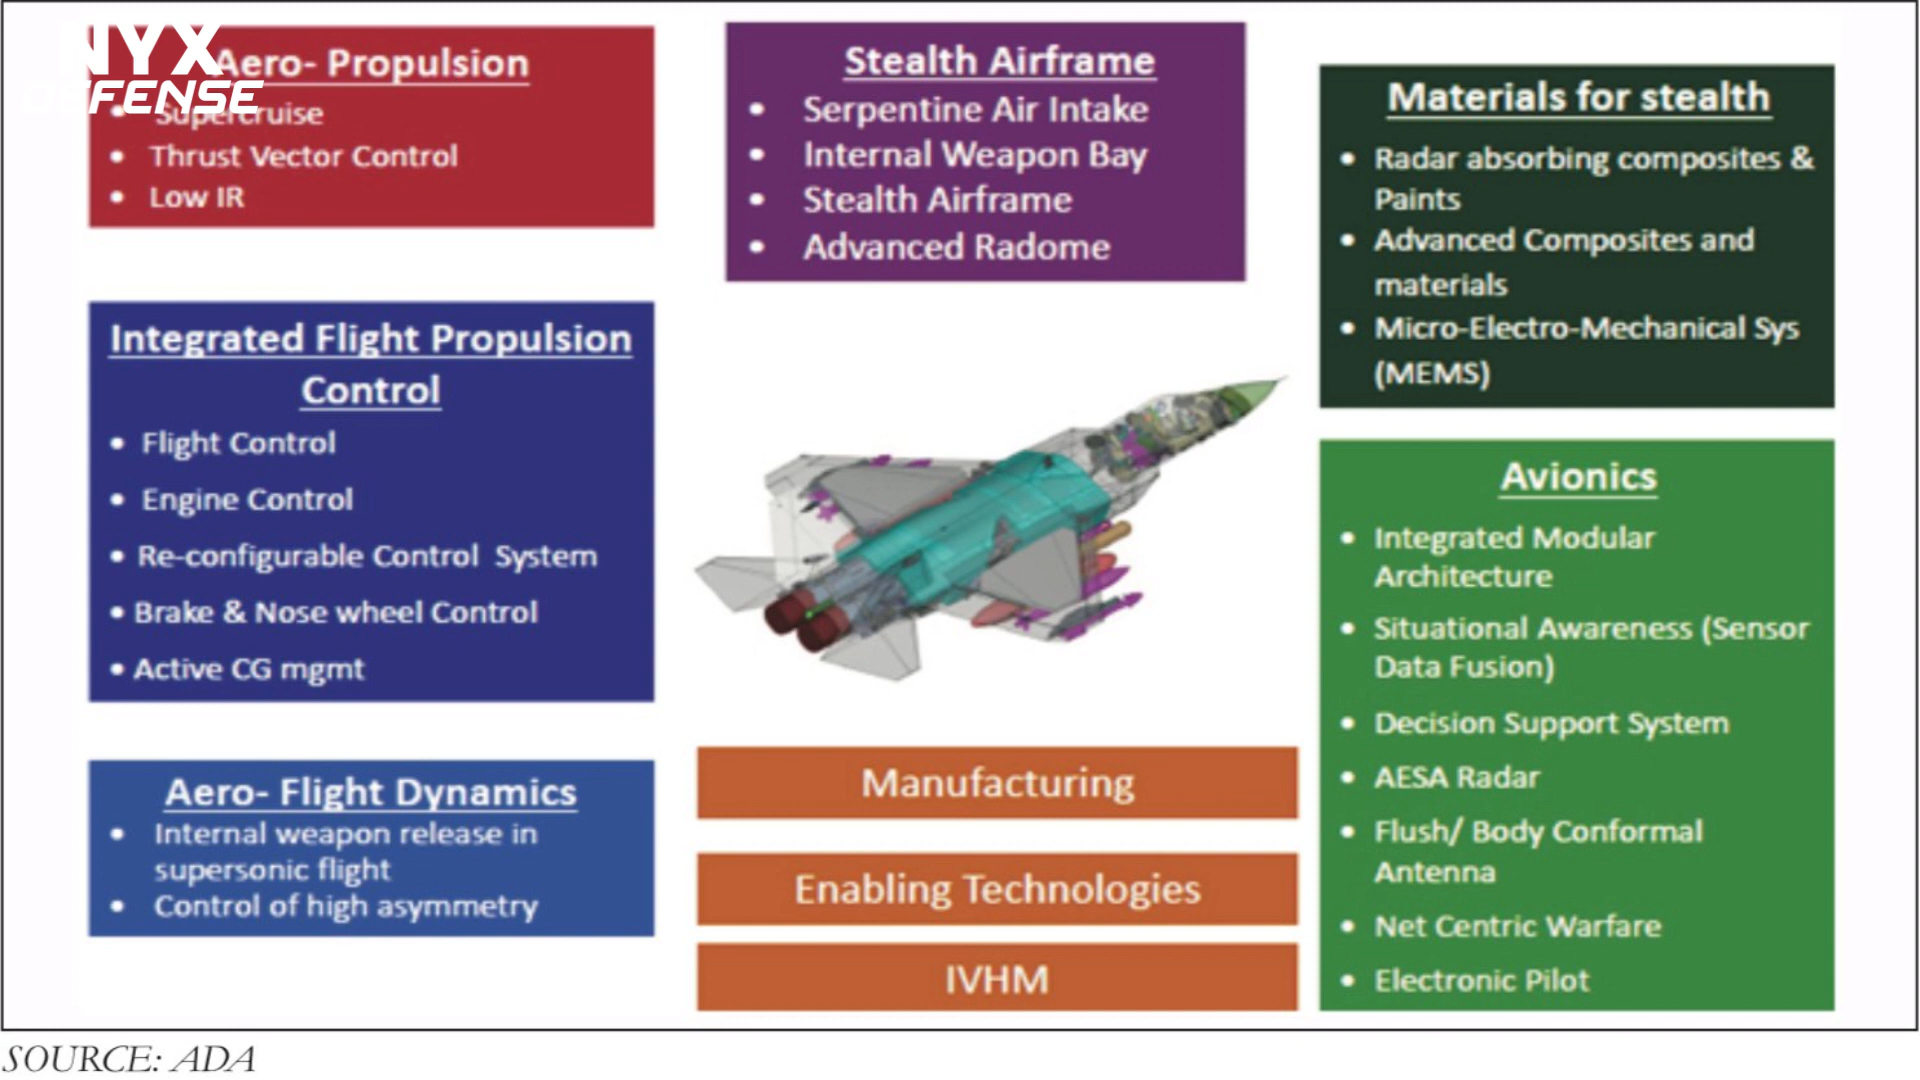 NYX
DEFENSE
Aero- Propulsion
• Supercruise
• Thrust Vector Control
• Low IR
Stealth Airframe
• Serpentine Air Intake
• Internal Weapon Bay
• Stealth Airframe
• Advanced Radome
Materials for stealth
• Radar absorbing composites &
Paints
• Advanced Composites and
materials
• Micro-Electro-Mechanical Sys
(MEMS)
Integrated Flight Propulsion
Control
• Flight Control
• Engine Control
• Re-configurable Control System
• Brake & Nose wheel Control
• Active CG mgmt
Avionics
• Integrated Modular
Architecture
• Situational Awareness (Sensor
Data Fusion)
• Decision Support System
• AESA Radar
• Flush/ Body Conformal
Antenna
• Net Centric Warfare
• Electronic Pilot
Aero- Flight Dynamics
• Internal weapon release in
supersonic flight
• Control of high asymmetry
Manufacturing
Enabling Technologies
IVHM
SOURCE: ADA